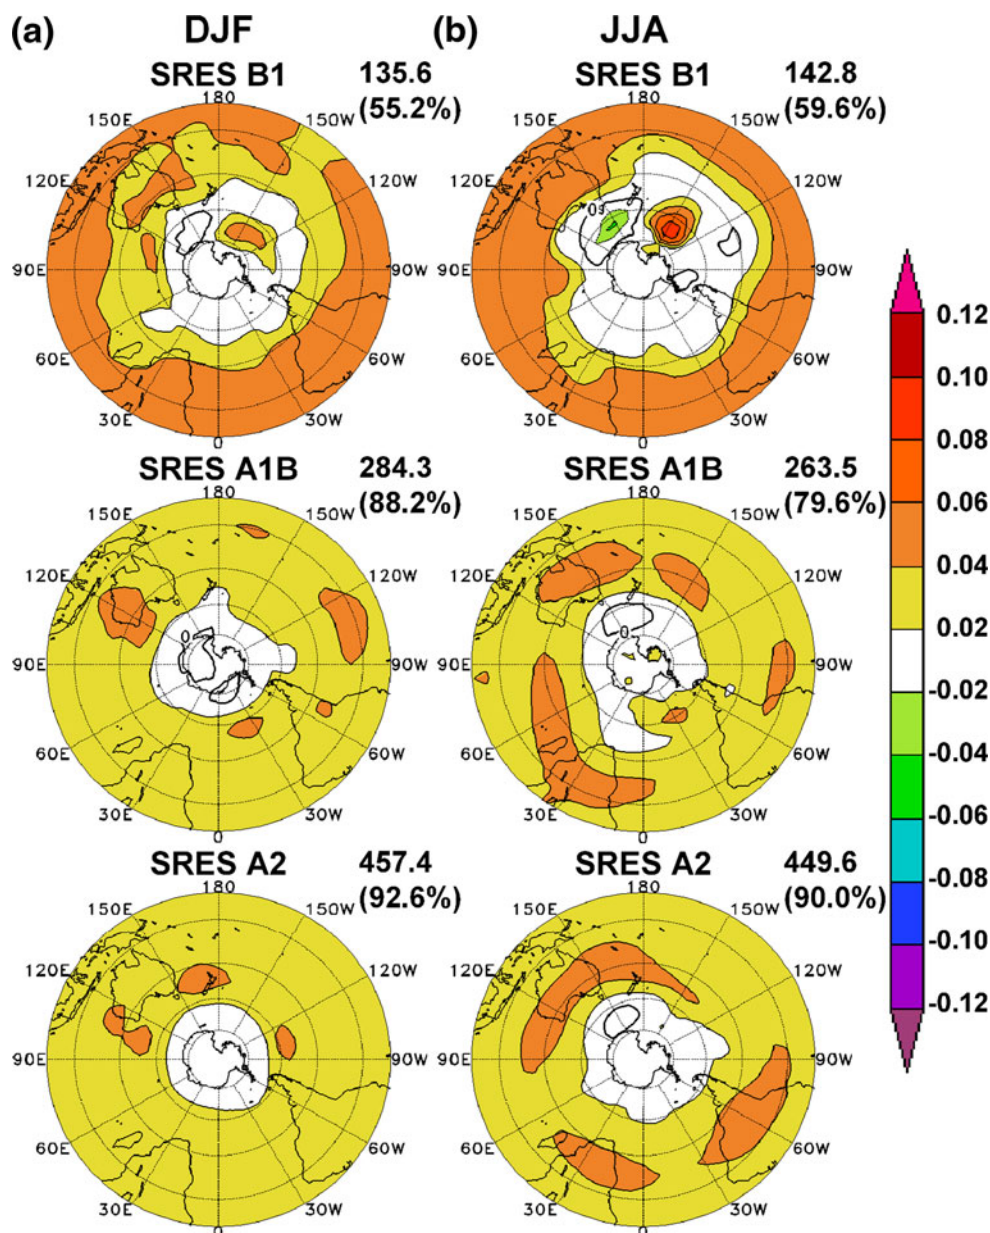 (a) DJF (b) JJA
SRES B1 135.6 SRES B1 142.8
(55.2%) (59.6%)
180 180
150E 150W 150E 150W
120E 120W 120E 120W
90E 90W 90E 90W
60E 60W 60E 60W
30E 30W 30E 30W
0 0
SRES A1B 284.3 SRES A1B 263.5
(88.2%) (79.6%)
180 180
150E 150W 150E 150W
120E 120W 120E 120W
0 0
90E 90W 90E 90W
60E 60W 60E 60W
30E 30W 30E 30W
0 0
SRES A2 457.4 SRES A2 449.6
(92.6%) (90.0%)
180 180
150E 150W 150E 150W
120E 120W 120E 120W
90E 90W 90E 90W
60E 60W 60E 60W
30E 30W 30E 30W
0 0
0.12
0.10
0.08
0.06
0.04
0.02
-0.02
-0.04
-0.06
-0.08
-0.10
-0.12